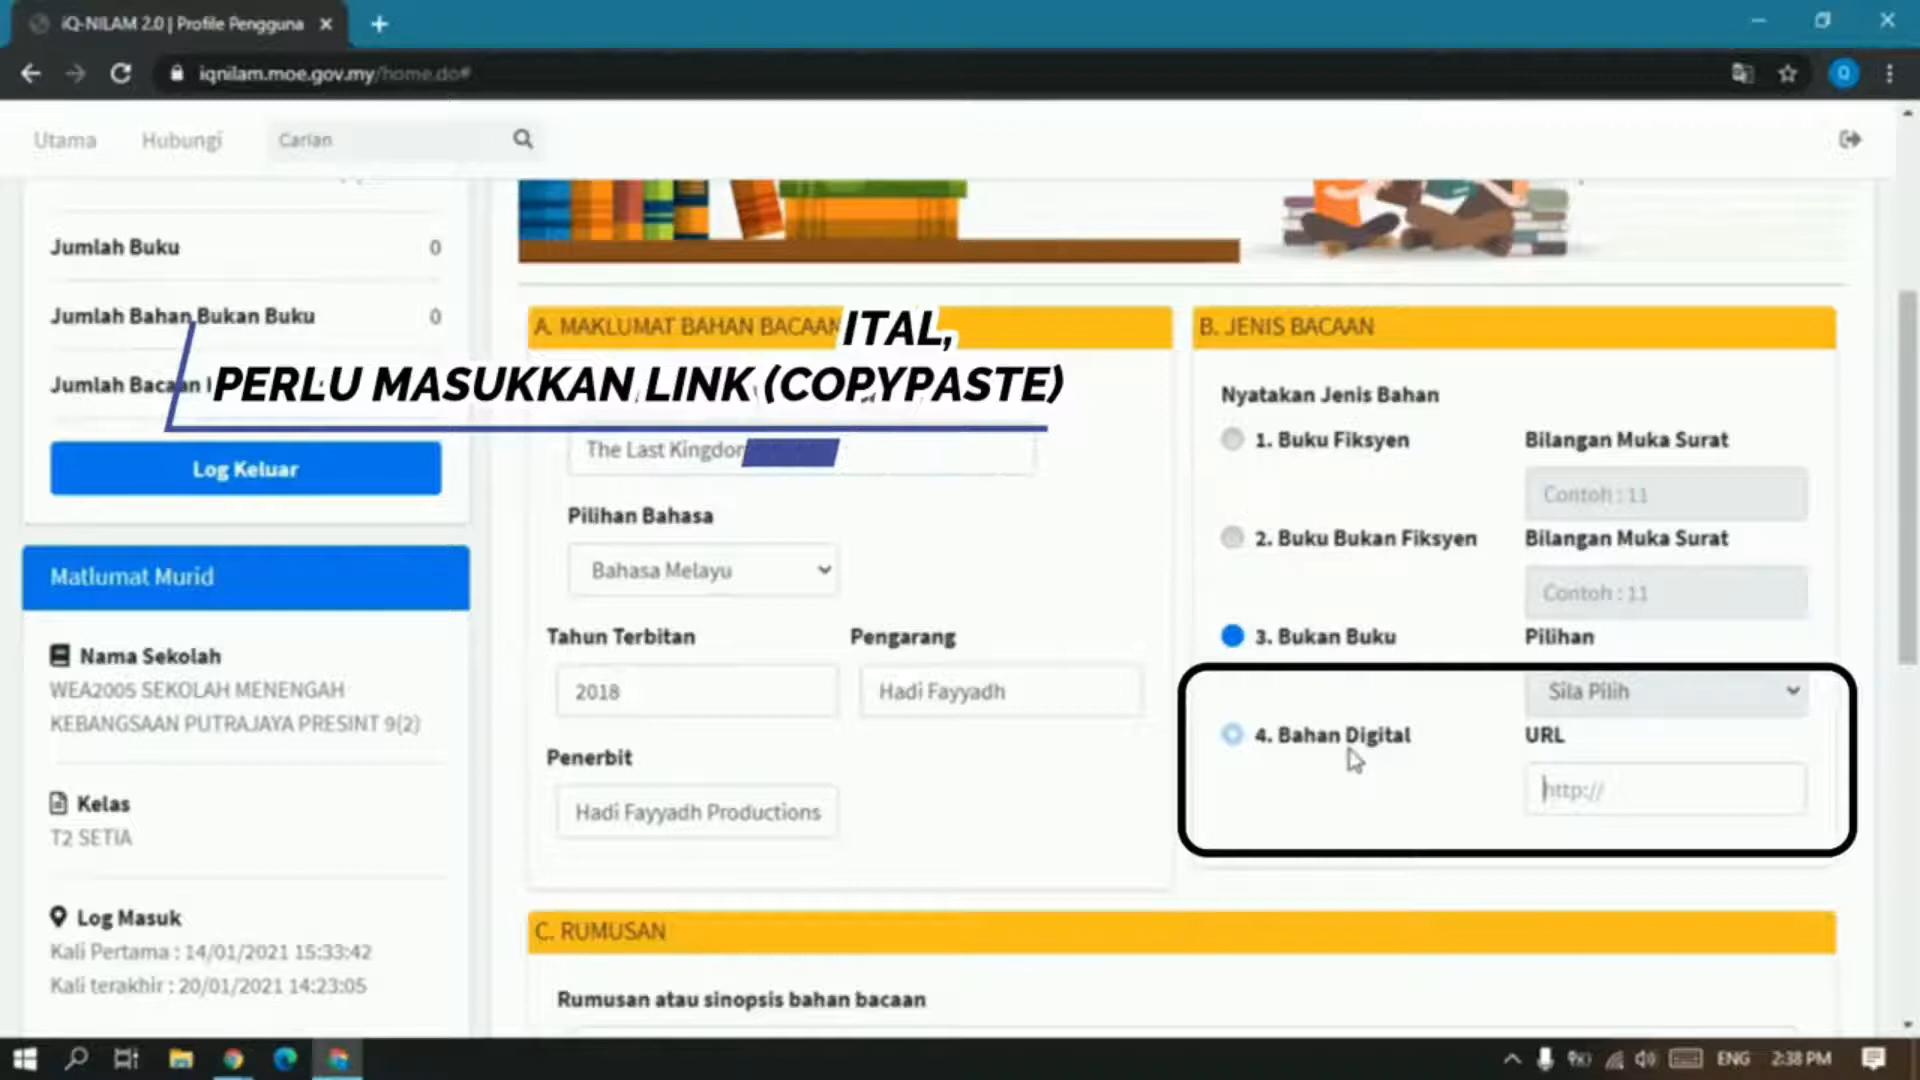 iQ-NILAM 2.0 | Profile Pengguna
iqnilam.moe.gov.my/home.do#
Utama
Hubungi
Carian
Jumlah Buku 0
Jumlah Bahan Bukan Buku 0
Jumlah Bacaan
Log Keluar
Matlumat Murid
Nama Sekolah
WEA2005 SEKOLAH MENENGAH
KEBANGSAAN PUTRAJAYA PRESINT 9(2)
Kelas
T2 SETIA
Log Masuk
Kali Pertama : 14/01/2021 15:33:42
Kali terakhir : 20/01/2021 14:23:05
A. MAKLUMAT BAHAN BACAAN
ITAL,
PERLU MASUKKAN LINK (COPYPASTE)
The Last Kingdom
Pilihan Bahasa
Bahasa Melayu
Tahun Terbitan
Pengarang
2018
Hadi Fayyadh
Penerbit
Hadi Fayyadh Productions
B. JENIS BACAAN
Nyatakan Jenis Bahan
1. Buku Fiksyen
Bilangan Muka Surat
Contoh : 11
2. Buku Bukan Fiksyen
Bilangan Muka Surat
Contoh : 11
3. Bukan Buku
Pilihan
Sila Pilih
4. Bahan Digital
URL
http://
C. RUMUSAN
Rumusan atau sinopsis bahan bacaan
ENG
2:38 PM